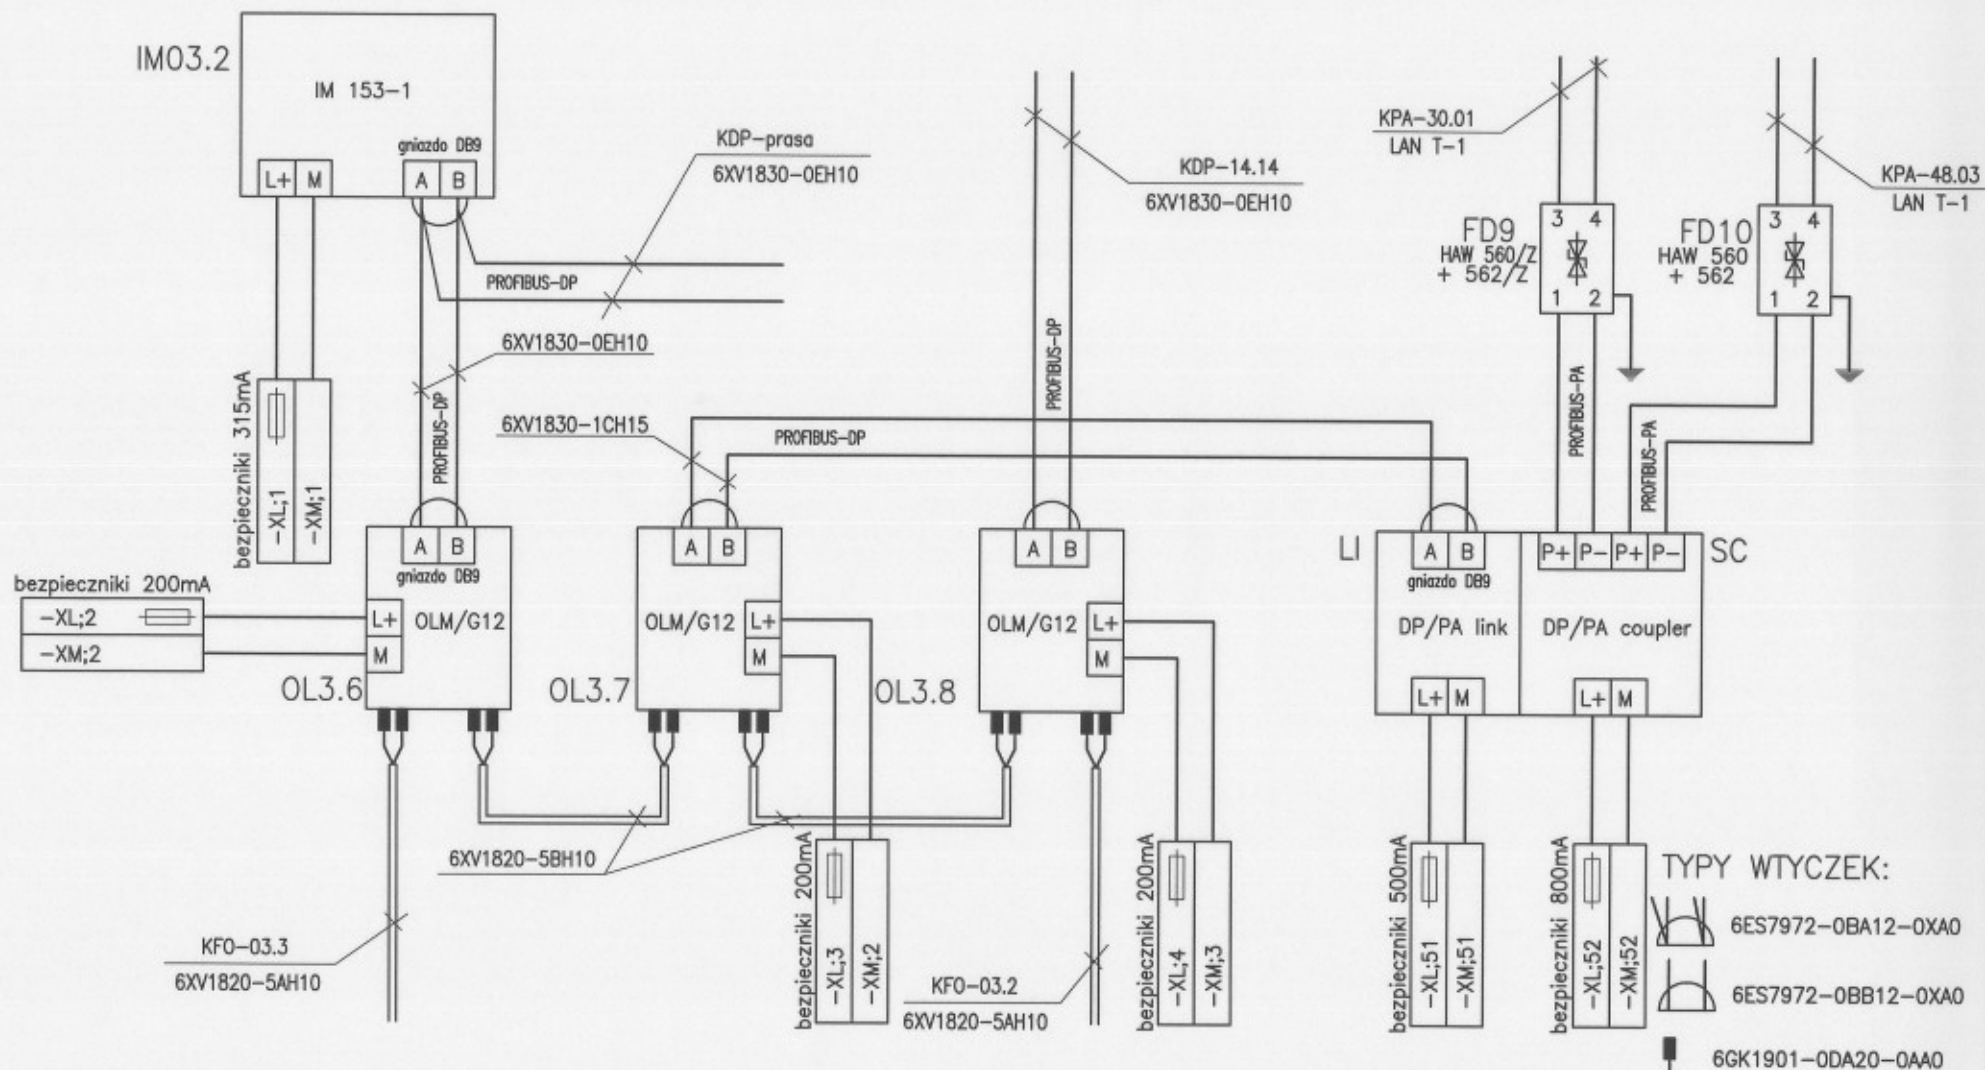 IM03.2
IM 153-1
gniazdo DB9
L+ M A B
KDP-prasa
6XV1830-0EH10
PROFIBUS-DP
KDP-14.14
6XV1830-0EH10
PROFIBUS-DP
KPA-30.01
LAN T-1
KPA-48.03
LAN T-1
FD9
HAW 560/Z
+ 562/Z
3 4
1 2
FD10
HAW 560
+ 562
3 4
1 2
PROFIBUS-PA
PROFIBUS-PA
bezpieczniki 315mA
-XL;1
-XM;1
6XV1830-0EH10
PROFIBUS-DP
6XV1830-1CH15
PROFIBUS-DP
bezpieczniki 200mA
-XL;2
-XM;2
A B
gniazdo DB9
L+
M
OLM/G12
OL3.6
A B
OLM/G12
L+
M
OL3.7
A B
OLM/G12
L+
M
OL3.8
LI
A B
gniazdo DB9
DP/PA link
L+ M
P+ P- P+ P-
SC
DP/PA coupler
L+ M
6XV1820-5BH10
KFO-03.3
6XV1820-5AH10
bezpieczniki 200mA
-XL;3
-XM;2
KFO-03.2
6XV1820-5AH10
bezpieczniki 200mA
-XL;4
-XM;3
bezpieczniki 500mA
-XL;51
-XM;51
bezpieczniki 800mA
-XL;52
-XM;52
TYPY WTYCZEK:
6ES7972-0BA12-0XA0
6ES7972-0BB12-0XA0
6GK1901-0DA20-0AA0